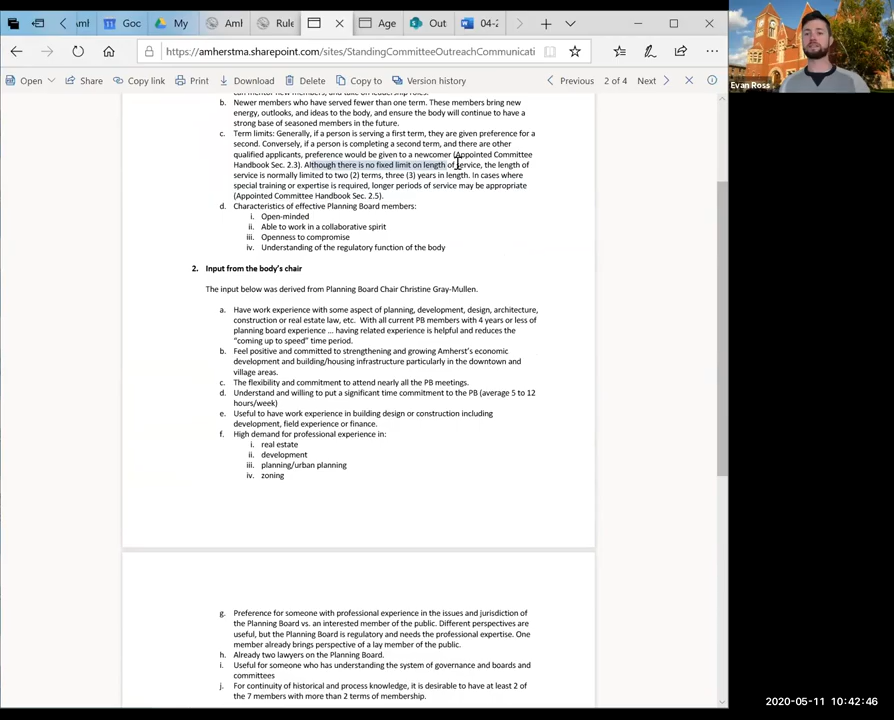 Amh
Goc
My
Aml
Rule
Age
Out
04-2
https://amherstma.sharepoint.com/sites/StandingCommitteeOutreachCommunicati
Open
Share
Copy link
Print
Download
Delete
Copy to
Version history
Previous
2 of 4
Next
Evan Ross
can mentor new members, and take on leadership roles.
b. Newer members who have served fewer than one term. These members bring new
energy, outlooks, and ideas to the body, and ensure the body will continue to have a
strong base of seasoned members in the future.
c. Term limits: Generally, if a person is serving a first term, they are given preference for a
second. Conversely, if a person is completing a second term, and there are other
qualified applicants, preference would be given to a newcomer (Appointed Committee
Handbook Sec. 2.3). Although there is no fixed limit on length of service, the length of
service is normally limited to two (2) terms, three (3) years in length. In cases where
special training or expertise is required, longer periods of service may be appropriate
(Appointed Committee Handbook Sec. 2.5).
d. Characteristics of effective Planning Board members:
i. Open-minded
ii. Able to work in a collaborative spirit
iii. Openness to compromise
iv. Understanding of the regulatory function of the body
2. Input from the body's chair
The input below was derived from Planning Board Chair Christine Gray-Mullen.
a. Have work experience with some aspect of planning, development, design, architecture,
construction or real estate law, etc. With all current PB members with 4 years or less of
planning board experience ... having related experience is helpful and reduces the
"coming up to speed" time period.
b. Feel positive and committed to strengthening and growing Amherst's economic
development and building/housing infrastructure particularly in the downtown and
village areas.
c. The flexibility and commitment to attend nearly all the PB meetings.
d. Understand and willing to put a significant time commitment to the PB (average 5 to 12
hours/week)
e. Useful to have work experience in building design or construction including
development, field experience or finance.
f. High demand for professional experience in:
i. real estate
ii. development
iii. planning/urban planning
iv. zoning
g. Preference for someone with professional experience in the issues and jurisdiction of
the Planning Board vs. an interested member of the public. Different perspectives are
useful, but the Planning Board is regulatory and needs the professional expertise. One
member already brings perspective of a lay member of the public.
h. Already two lawyers on the Planning Board.
i. Useful for someone who has understanding the system of governance and boards and
committees
j. For continuity of historical and process knowledge, it is desirable to have at least 2 of
the 7 members with more than 2 terms of membership.
2020-05-11 10:42:46